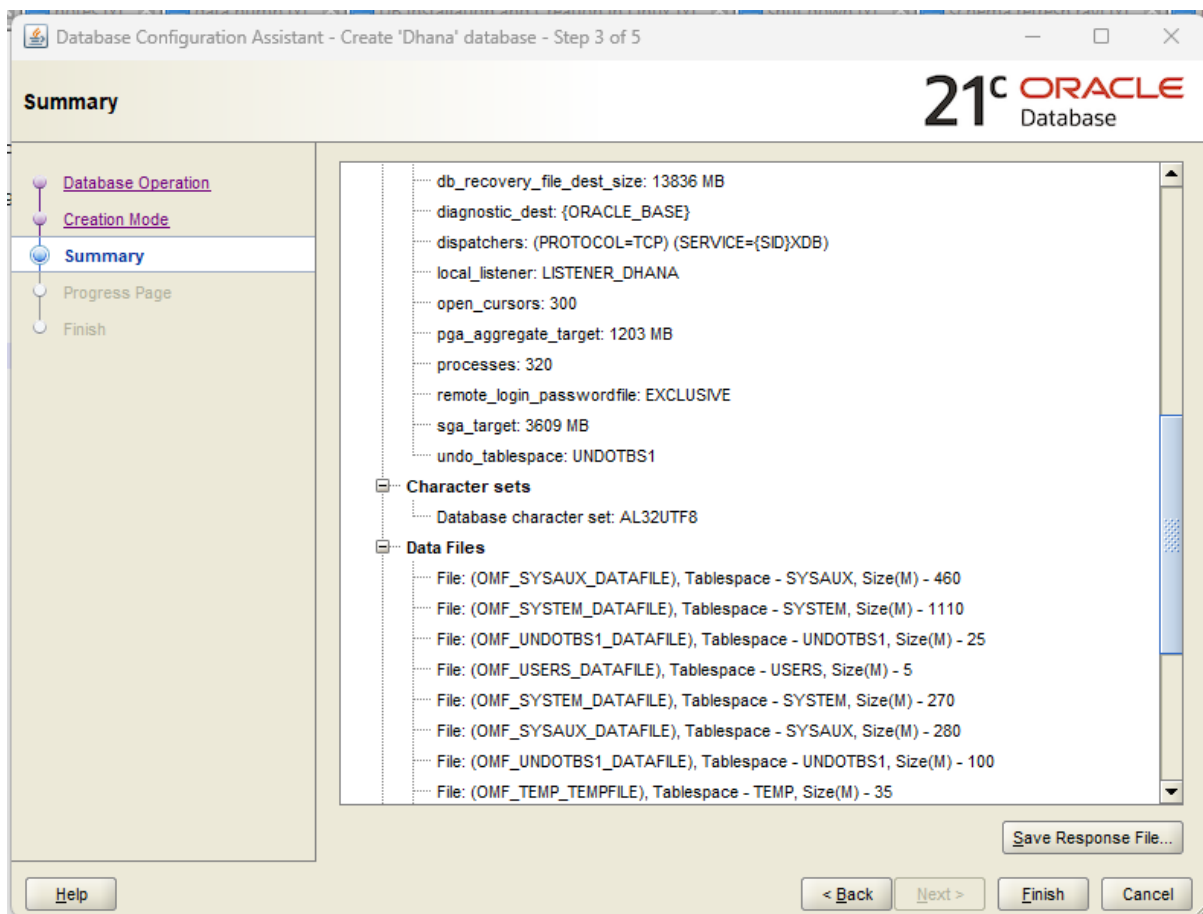 Database Configuration Assistant - Create 'Dhana' database - Step 3 of 5
Summary
21c ORACLE
Database
Database Operation
Creation Mode
Summary
Progress Page
Finish
db_recovery_file_dest_size: 13836 MB
diagnostic_dest: {ORACLE_BASE}
dispatchers: (PROTOCOL=TCP) (SERVICE={SID}XDB)
local_listener: LISTENER_DHANA
open_cursors: 300
pga_aggregate_target: 1203 MB
processes: 320
remote_login_passwordfile: EXCLUSIVE
sga_target: 3609 MB
undo_tablespace: UNDOTBS1
Character sets
Database character set: AL32UTF8
Data Files
File: (OMF_SYSAUX_DATAFILE), Tablespace - SYSAUX, Size(M) - 460
File: (OMF_SYSTEM_DATAFILE), Tablespace - SYSTEM, Size(M) - 1110
File: (OMF_UNDOTBS1_DATAFILE), Tablespace - UNDOTBS1, Size(M) - 25
File: (OMF_USERS_DATAFILE), Tablespace - USERS, Size(M) - 5
File: (OMF_SYSTEM_DATAFILE), Tablespace - SYSTEM, Size(M) - 270
File: (OMF_SYSAUX_DATAFILE), Tablespace - SYSAUX, Size(M) - 280
File: (OMF_UNDOTBS1_DATAFILE), Tablespace - UNDOTBS1, Size(M) - 100
File: (OMF_TEMP_TEMPFILE), Tablespace - TEMP, Size(M) - 35
Save Response File...
Help
< Back
Next >
Finish
Cancel